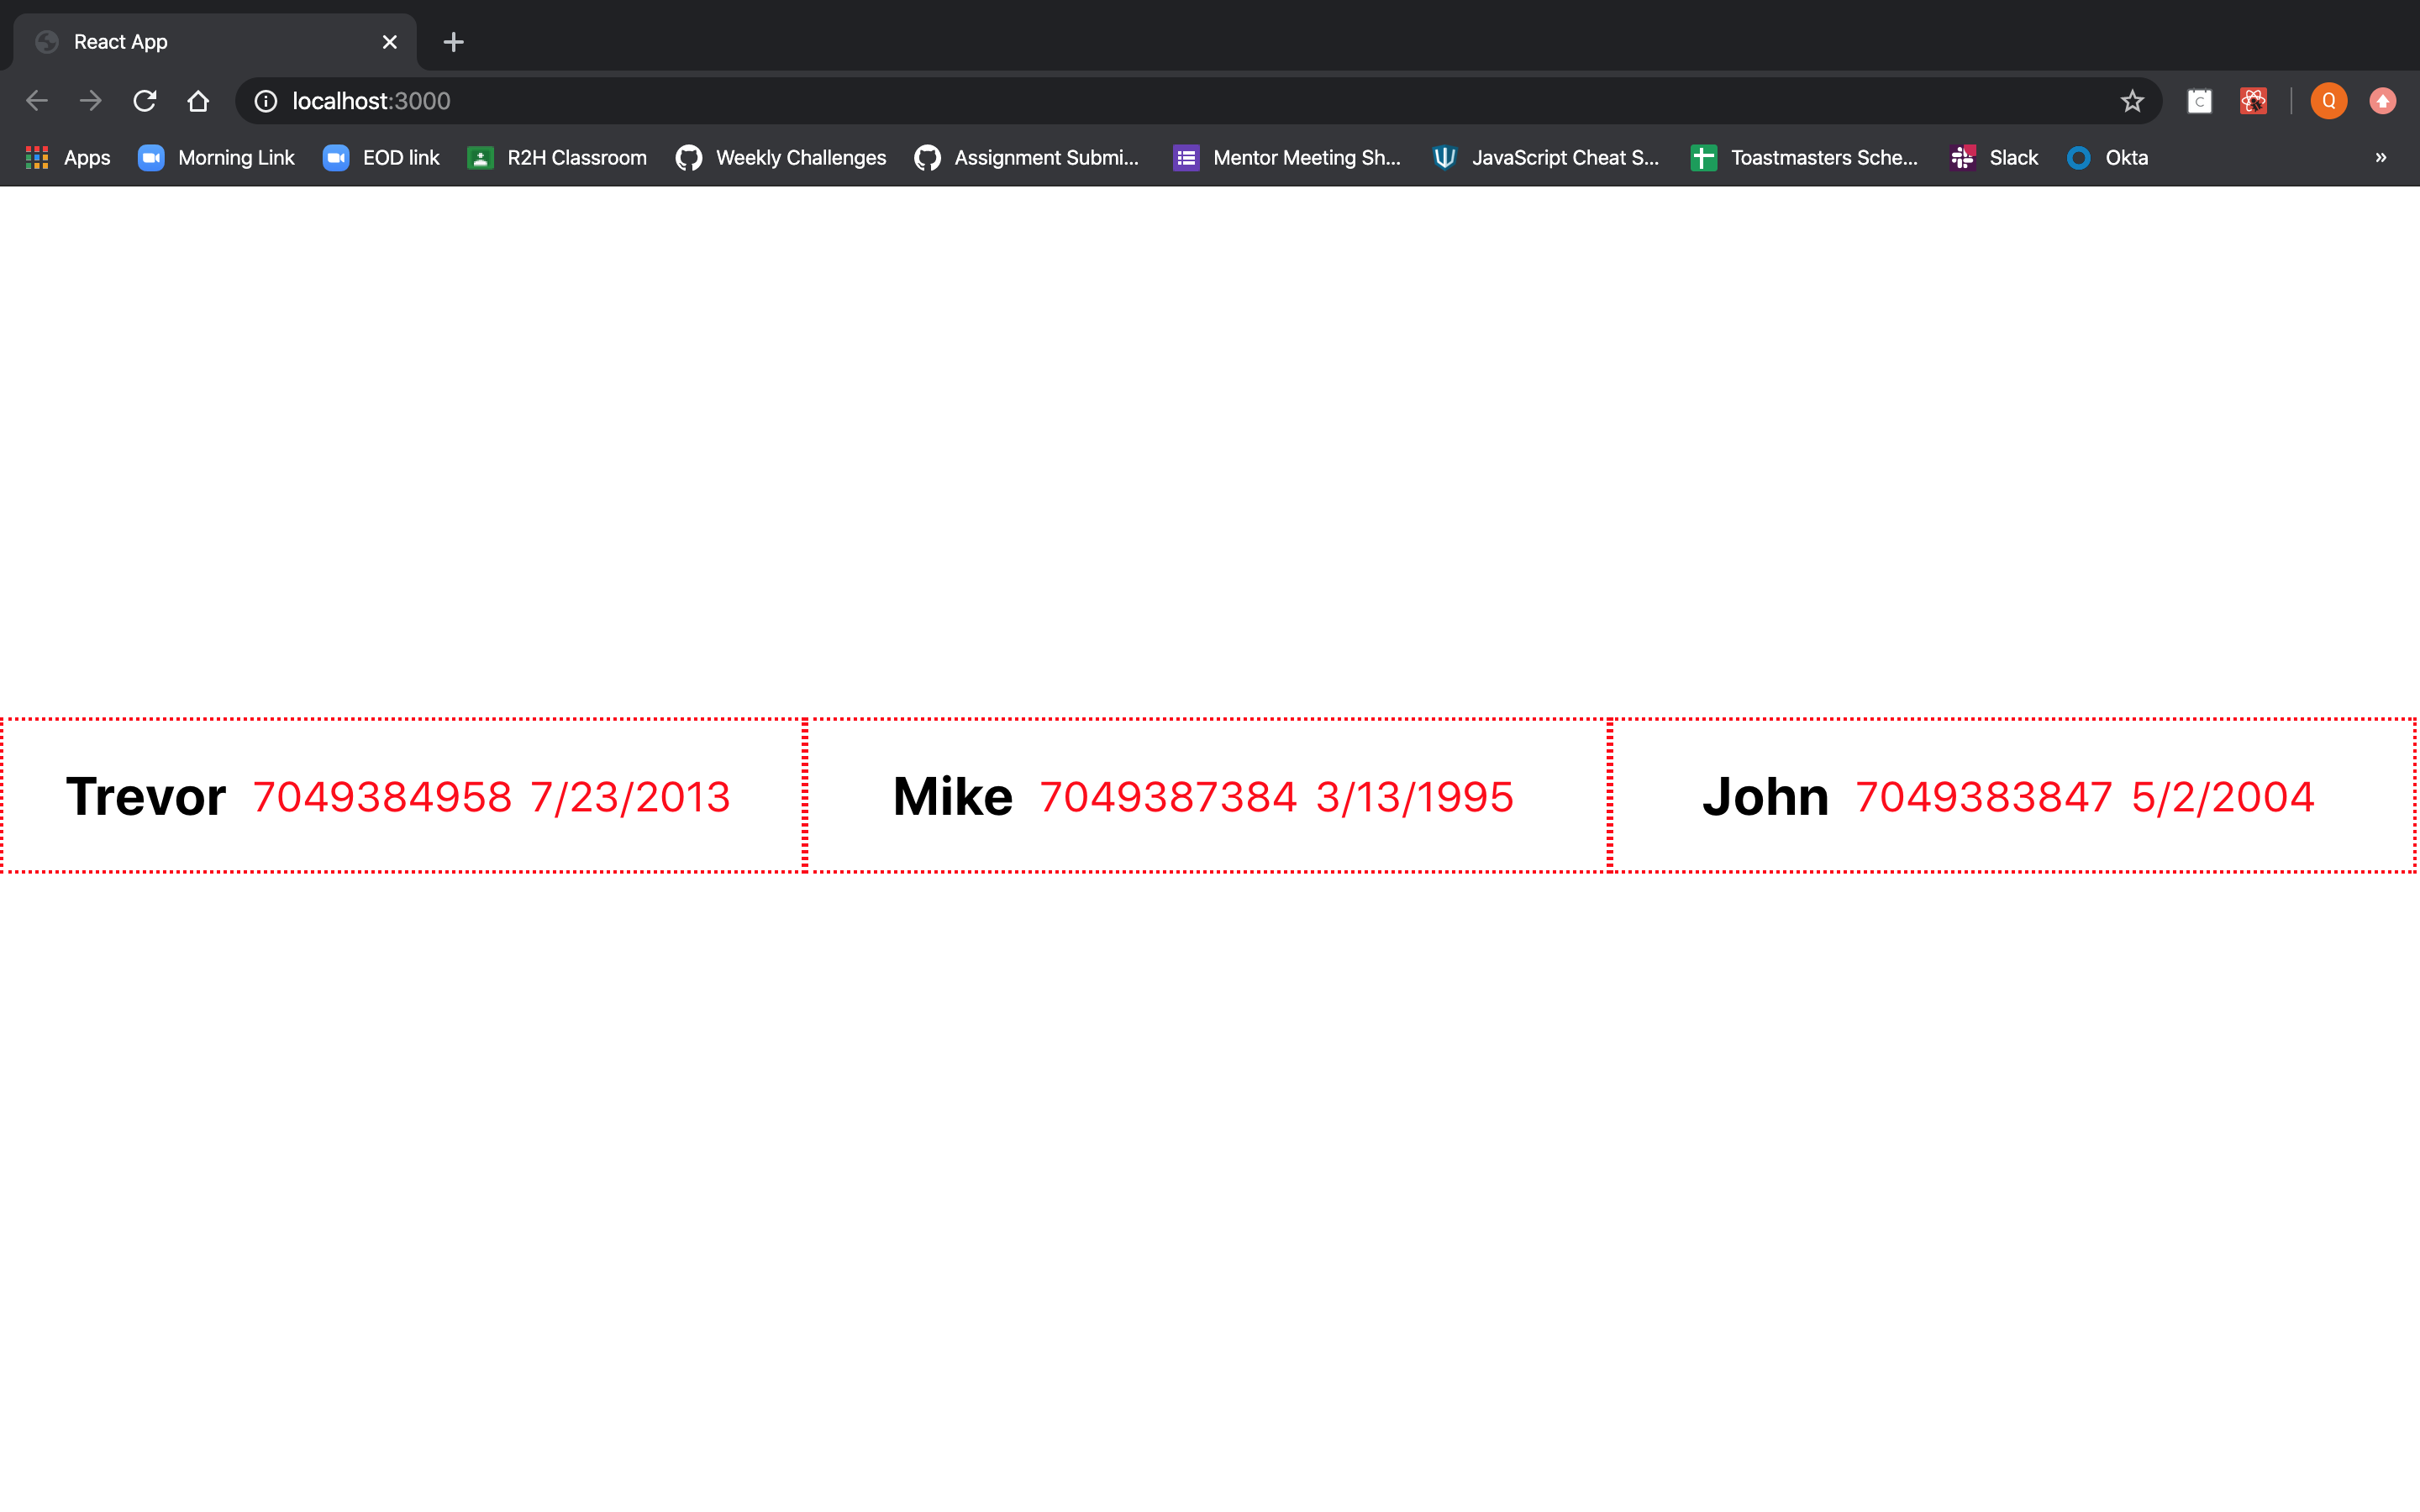 React App
localhost:3000
Q
Apps Morning Link EOD link R2H Classroom Weekly Challenges Assignment Submi... Mentor Meeting Sh... JavaScript Cheat S... Toastmasters Sche... Slack Okta »
Trevor 7049384958 7/23/2013 Mike 7049387384 3/13/1995 John 7049383847 5/2/2004